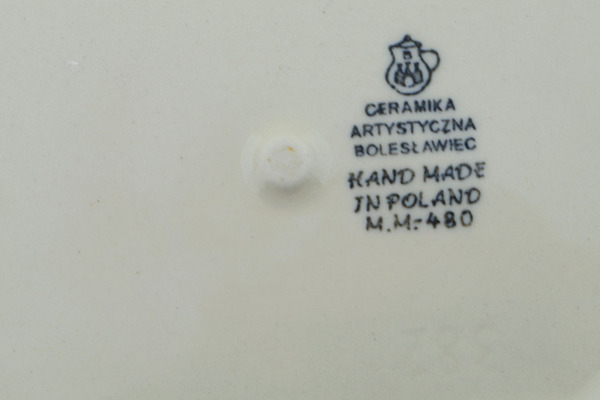 B
CERAMIKA
ARTYSTYCZNA
BOLESŁAWIEC
HAND MADE
IN POLAND
M.M.-480